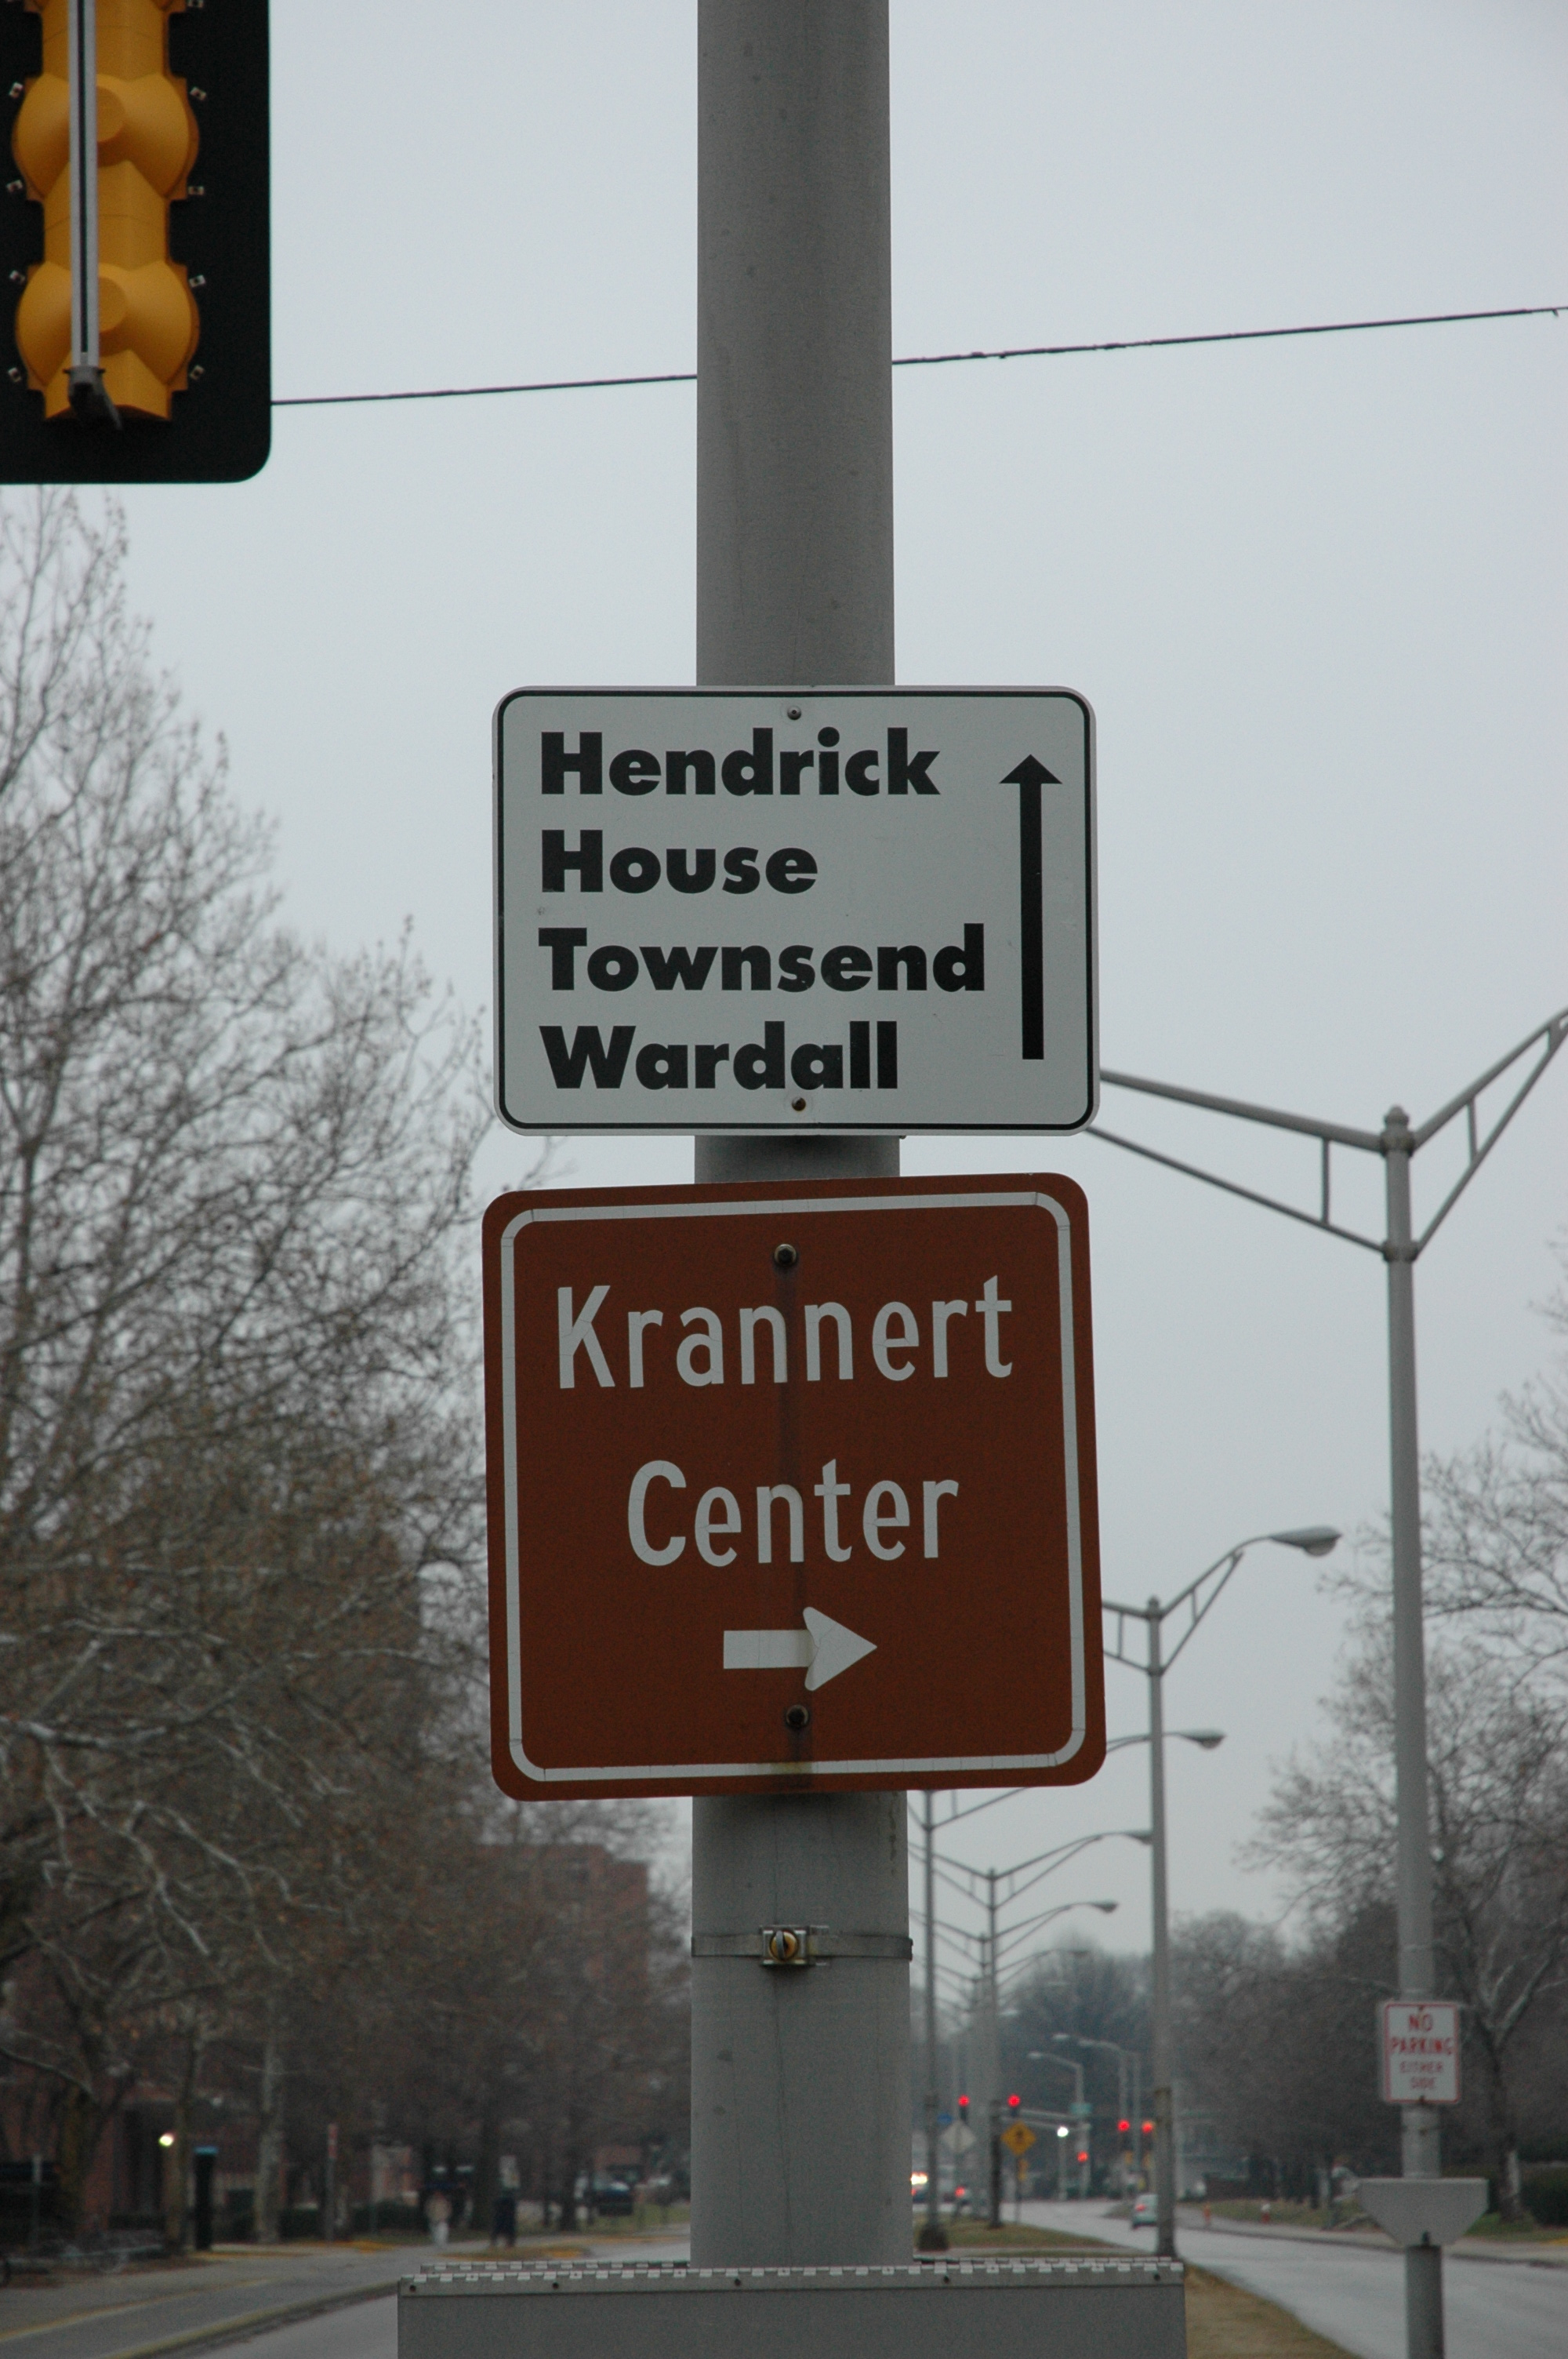 Hendrick
House
Townsend
Wardall
Krannert
Center
NO
PARKING
EITHER
SIDE